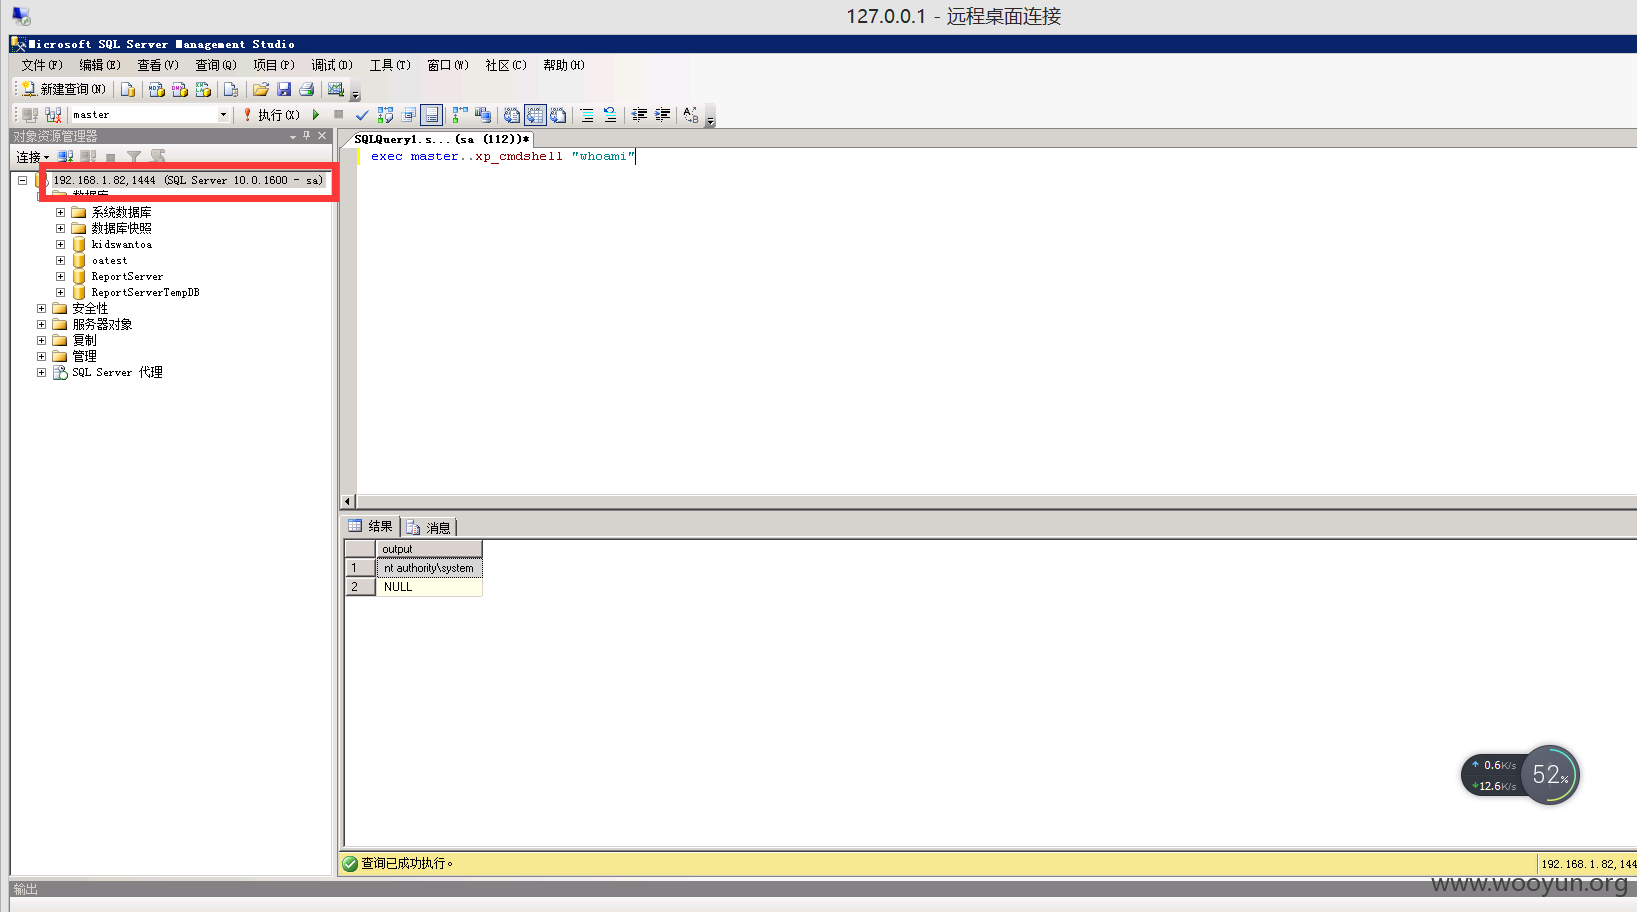 127.0.0.1 - 远程桌面连接
Microsoft SQL Server Management Studio
文件(F) 编辑(E) 查看(V) 查询(Q) 项目(P) 调试(D) 工具(T) 窗口(W) 社区(C) 帮助(H)
新建查询(N)
master 执行(X)
对象资源管理器
SQLQuery1.s...(sa (112))*
连接
exec master..xp_cmdshell "whoami"
192.168.1.82,1444 (SQL Server 10.0.1600 - sa)
数据库
系统数据库
数据库快照
kidswantoa
oatest
ReportServer
ReportServerTempDB
安全性
服务器对象
复制
管理
SQL Server 代理
结果 消息
output
1 nt authority\system
2 NULL
0.6K/s
12.6K/s
52%
查询已成功执行。
192.168.1.82,144
输出
www.wooyun.org